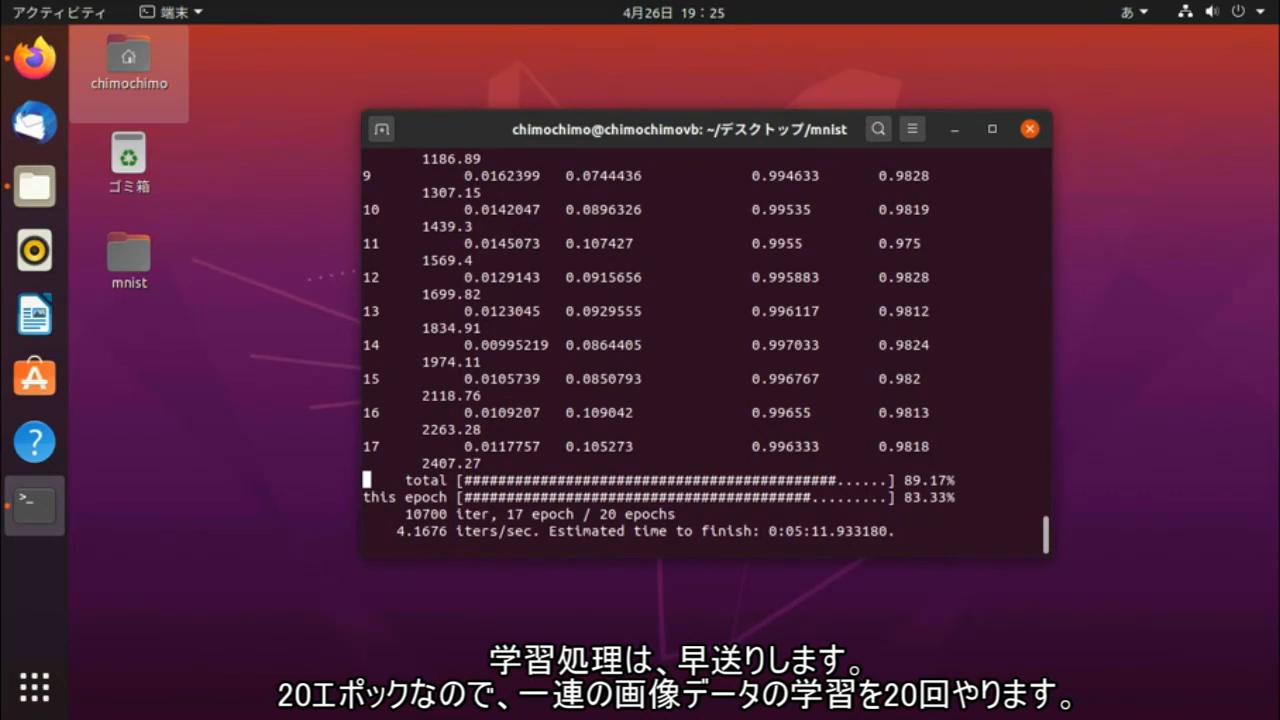 アクティビティ
端末
4月26日 19:25
あ
chimochimo
ゴミ箱
mnist
chimochimo@chimochimovb: ~/デスクトップ/mnist
1186.89
9 0.0162399 0.0744436 0.994633 0.9828
1307.15
10 0.0142047 0.0896326 0.99535 0.9819
1439.3
11 0.0145073 0.107427 0.9955 0.975
1569.4
12 0.0129143 0.0915656 0.995883 0.9828
1699.82
13 0.0123045 0.0929555 0.996117 0.9812
1834.91
14 0.00995219 0.0864405 0.997033 0.9824
1974.11
15 0.0105739 0.0850793 0.996767 0.982
2118.76
16 0.0109207 0.109042 0.99655 0.9813
2263.28
17 0.0117757 0.105273 0.996333 0.9818
2407.27
total [############################################......] 89.17%
this epoch [#########################################.........] 83.33%
10700 iter, 17 epoch / 20 epochs
4.1676 iters/sec. Estimated time to finish: 0:05:11.933180.
学習処理は、早送りします。
20エポックなので、一連の画像データの学習を20回やります。